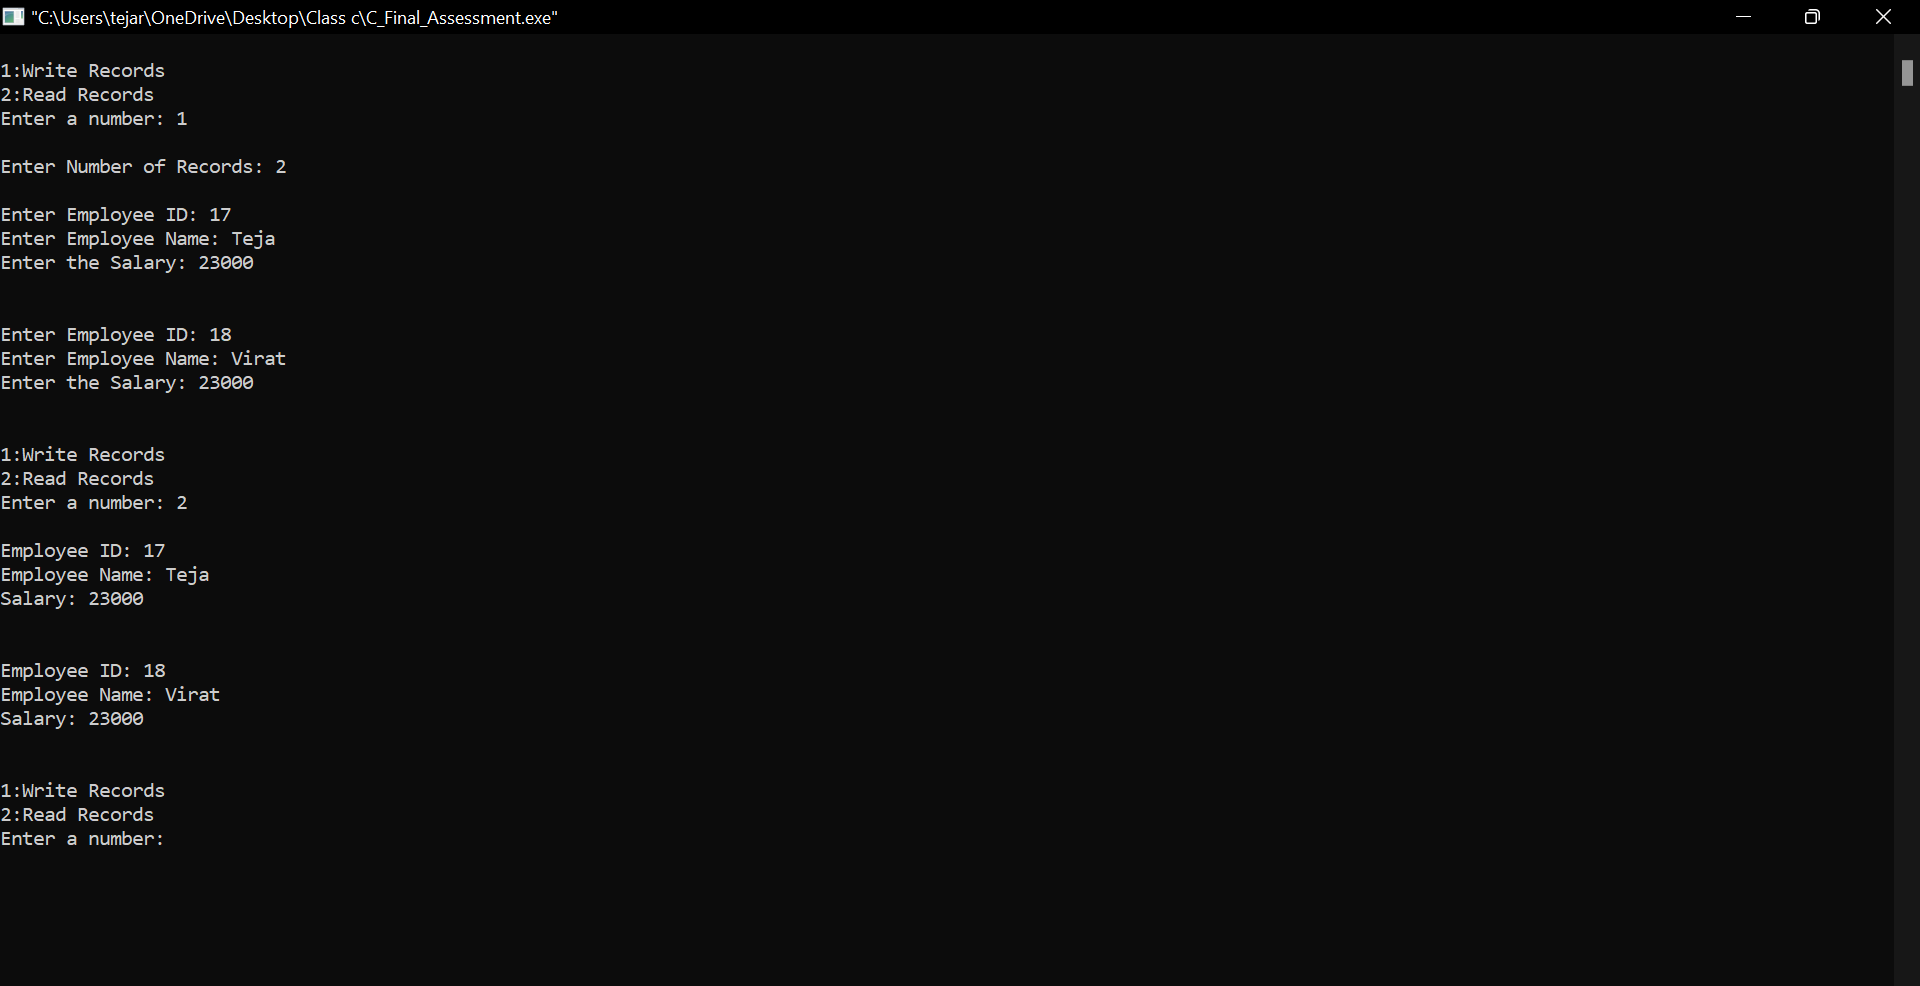 "C:\Users\tejar\OneDrive\Desktop\Class c\C_Final_Assessment.exe"
1:Write Records
2:Read Records
Enter a number: 1
Enter Number of Records: 2
Enter Employee ID: 17
Enter Employee Name: Teja
Enter the Salary: 23000
Enter Employee ID: 18
Enter Employee Name: Virat
Enter the Salary: 23000
1:Write Records
2:Read Records
Enter a number: 2
Employee ID: 17
Employee Name: Teja
Salary: 23000
Employee ID: 18
Employee Name: Virat
Salary: 23000
1:Write Records
2:Read Records
Enter a number: